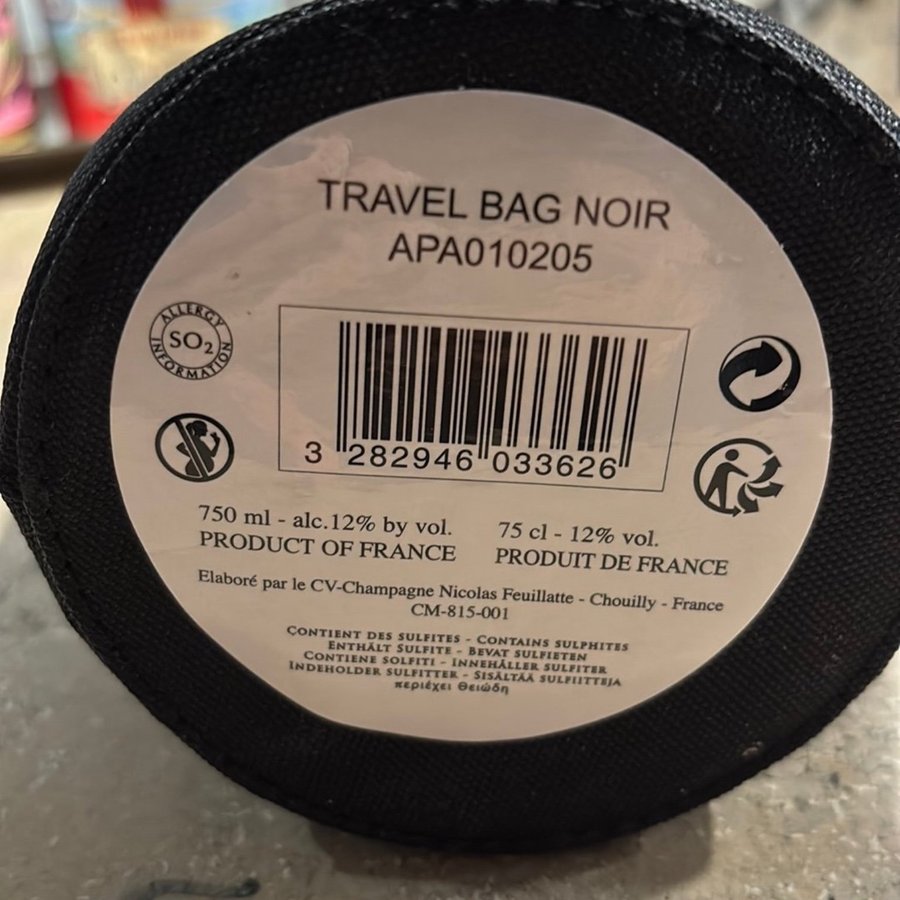 TRAVEL BAG NOIR
APA010205
ALLERGY
SO2
INFORMATION
3 282946 033626
750 ml - alc.12% by vol.
PRODUCT OF FRANCE
75 cl - 12% vol.
PRODUIT DE FRANCE
Elaboré par le CV-Champagne Nicolas Feuillatte - Chouilly - France
CM-815-001
CONTIENT DES SULFITES - CONTAINS SULPHITES
ENTHÄLT SULFITE - BEVAT SULFIETEN
CONTIENE SOLFITI - INNEHÅLLER SULFITER
INDEHOLDER SULFITTER - SISÄLTÄÄ SULFIITTEJA
περιέχει θειώδη